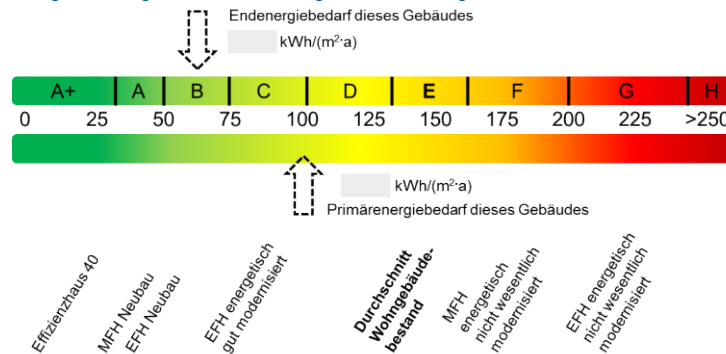 Endenergiebedarf dieses Gebäudes
kWh/(m²·a)
A+ A B C D E F G H
0 25 50 75 100 125 150 175 200 225 >250
kWh/(m²·a)
Primärenergiebedarf dieses Gebäudes
Effizienzhaus 40
MFH Neubau
EFH Neubau
EFH energetisch
gut modernisiert
Durchschnitt
Wohngebäude-
bestand
MFH
energetisch
nicht wesentlich
modernisiert
EFH energetisch
nicht wesentlich
modernisiert